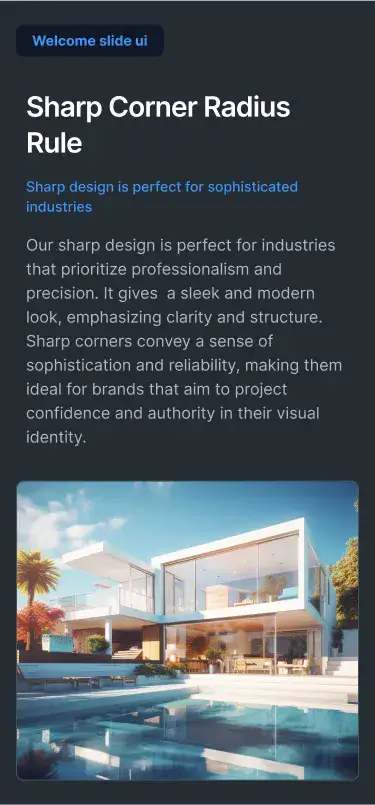 Welcome slide ui
Sharp Corner Radius
Rule
Sharp design is perfect for sophisticated
industries
Our sharp design is perfect for industries
that prioritize professionalism and
precision. It gives  a sleek and modern
look, emphasizing clarity and structure.
Sharp corners convey a sense of
sophistication and reliability, making them
ideal for brands that aim to project
confidence and authority in their visual
identity.